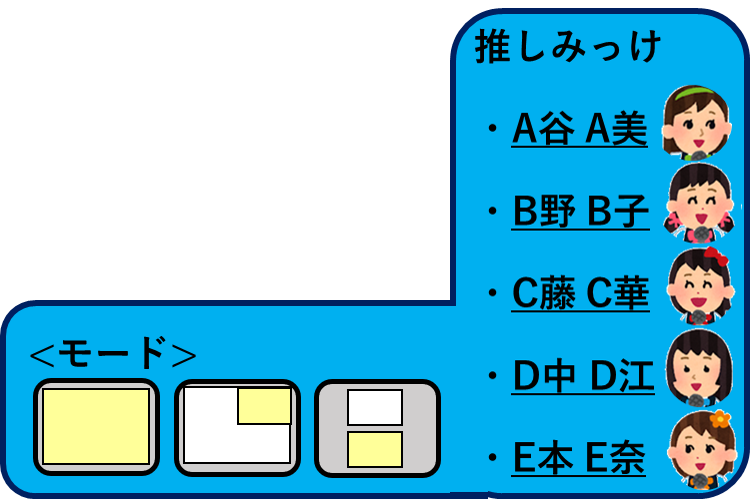 推しみっけ
・A谷 A美
・B野 B子
・C藤 C華
・D中 D江
・E本 E奈
<モード>